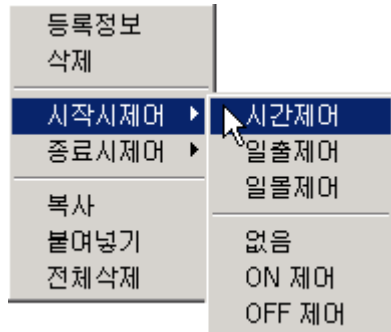 등록정보
삭제
시작시제어
종료시제어
복사
붙여넣기
전체삭제
시간제어
일출제어
일몰제어
없음
ON 제어
OFF 제어